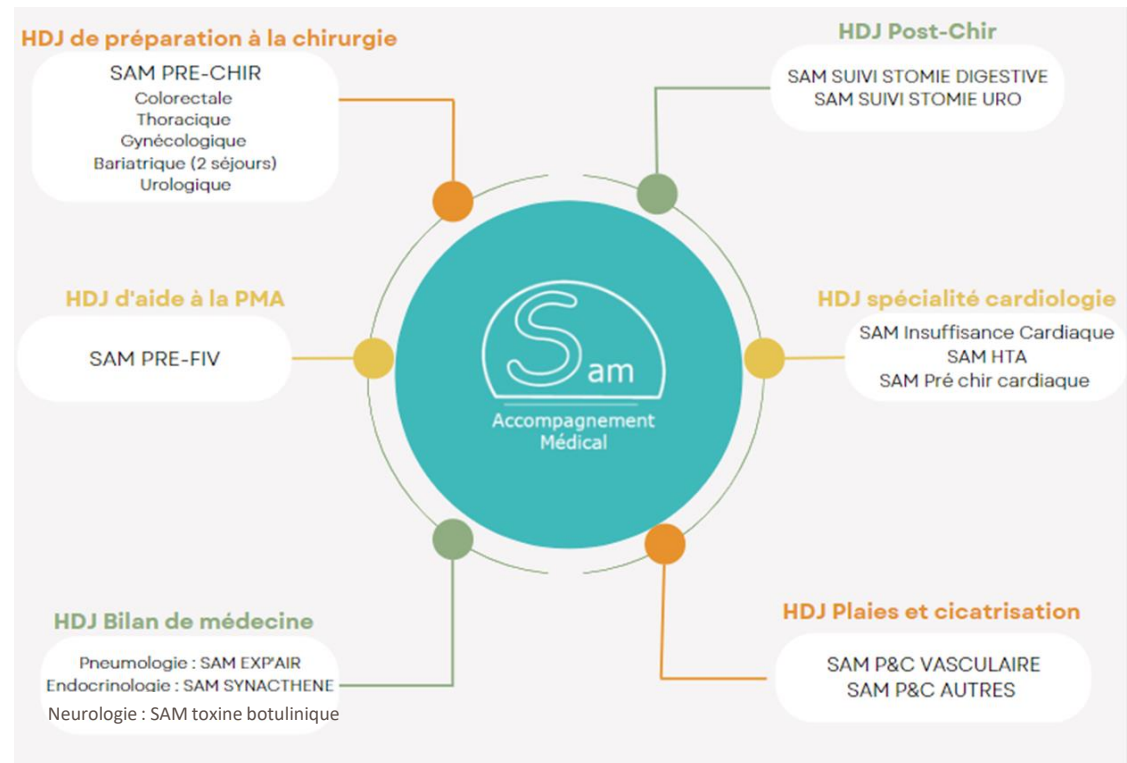 HDJ de préparation à la chirurgie
SAM PRE-CHIR
Colorectale
Thoracique
Gynécologique
Bariatrique (2 séjours)
Urologique
HDJ Post-Chir
SAM SUIVI STOMIE DIGESTIVE
SAM SUIVI STOMIE URO
HDJ d'aide à la PMA
SAM PRE-FIV
Sam
Accompagnement
Médical
HDJ spécialité cardiologie
SAM Insuffisance Cardiaque
SAM HTA
SAM Pré chir cardiaque
HDJ Bilan de médecine
Pneumologie : SAM EXP'AIR
Endocrinologie : SAM SYNACTHENE
Neurologie : SAM toxine botulinique
HDJ Plaies et cicatrisation
SAM P&C VASCULAIRE
SAM P&C AUTRES